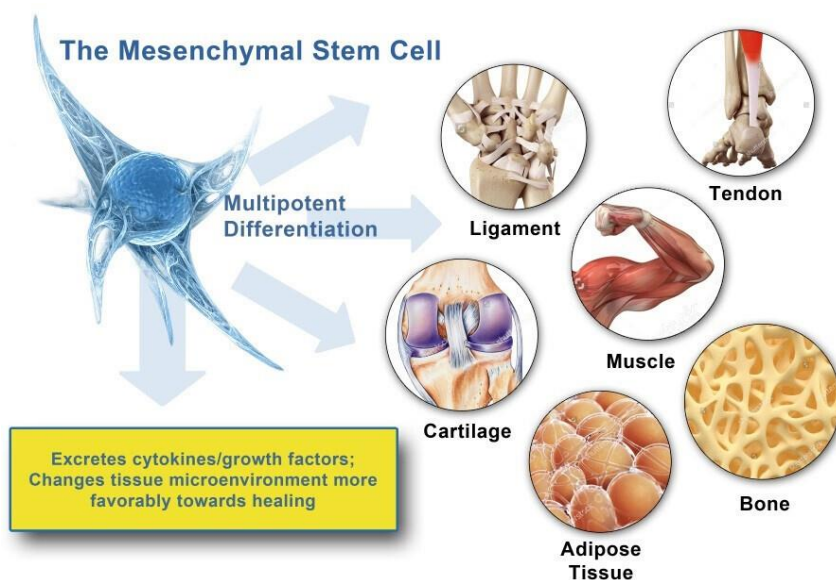 The Mesenchymal Stem Cell
Multipotent
Differentiation
Ligament
Tendon
Muscle
Cartilage
Bone
Adipose
Tissue
Excretes cytokines/growth factors;
Changes tissue microenvironment more
favorably towards healing